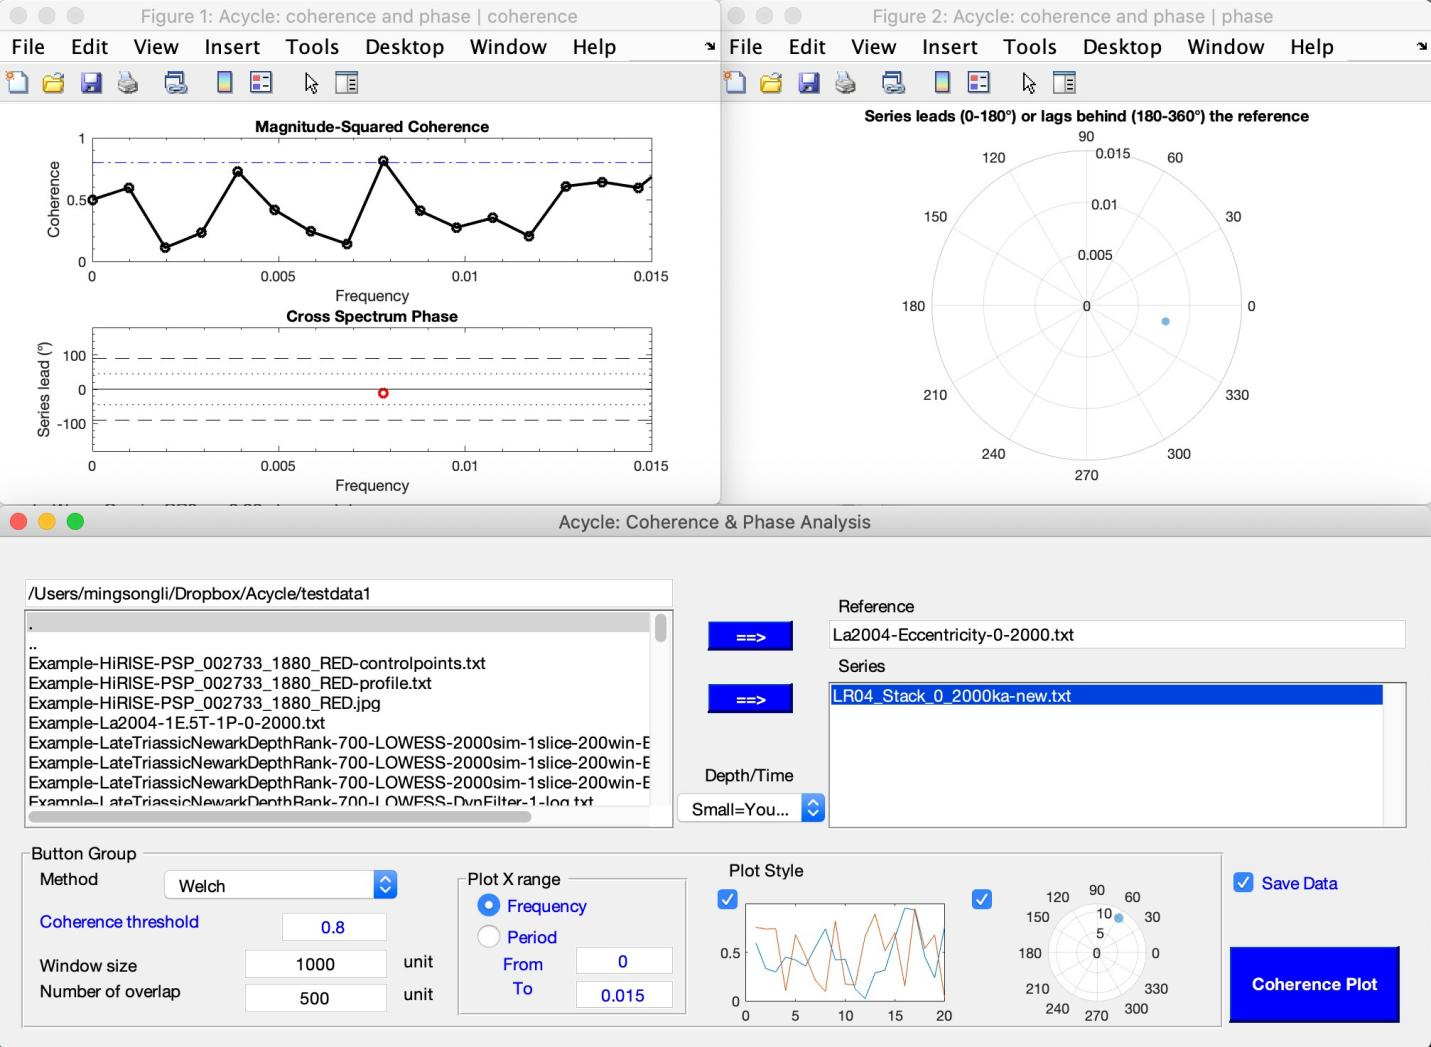 Figure 1: Acycle: coherence and phase | coherence
File Edit View Insert Tools Desktop Window Help
Magnitude-Squared Coherence
1
0.5
0
Coherence
0 0.005 0.01 0.015
Frequency
Cross Spectrum Phase
100
0
-100
Series lead (°)
0 0.005 0.01 0.015
Frequency
Figure 2: Acycle: coherence and phase | phase
File Edit View Insert Tools Desktop Window Help
Series leads (0-180°) or lags behind (180-360°) the reference
90
120 0.015 60
150 0.01 30
0.005
180 0 0
210 330
240 300
270
Acycle: Coherence & Phase Analysis
/Users/mingsongli/Dropbox/Acycle/testdata1
.
..
Example-HiRISE-PSP_002733_1880_RED-controlpoints.txt
Example-HiRISE-PSP_002733_1880_RED-profile.txt
Example-HiRISE-PSP_002733_1880_RED.jpg
Example-La2004-1E.5T-1P-0-2000.txt
Example-LateTriassicNewarkDepthRank-700-LOWESS-2000sim-1slice-200win-E
Example-LateTriassicNewarkDepthRank-700-LOWESS-2000sim-1slice-200win-E
Example-LateTriassicNewarkDepthRank-700-LOWESS-2000sim-1slice-200win-E
Example-LateTriassicNewarkDepthRank-700-LOWESS-DynFilter-1-log.txt
==>
==>
Depth/Time
Small=You...
Reference
La2004-Eccentricity-0-2000.txt
Series
LR04_Stack_0_2000ka-new.txt
Button Group
Method Welch
Coherence threshold 0.8
Window size 1000 unit
Number of overlap 500 unit
Plot X range
Frequency
Period
From 0
To 0.015
Plot Style
0.5
0
0 5 10 15 20
90
120 60
150 10 30
5
180 0 0
210 330
240 270 300
Save Data
Coherence Plot